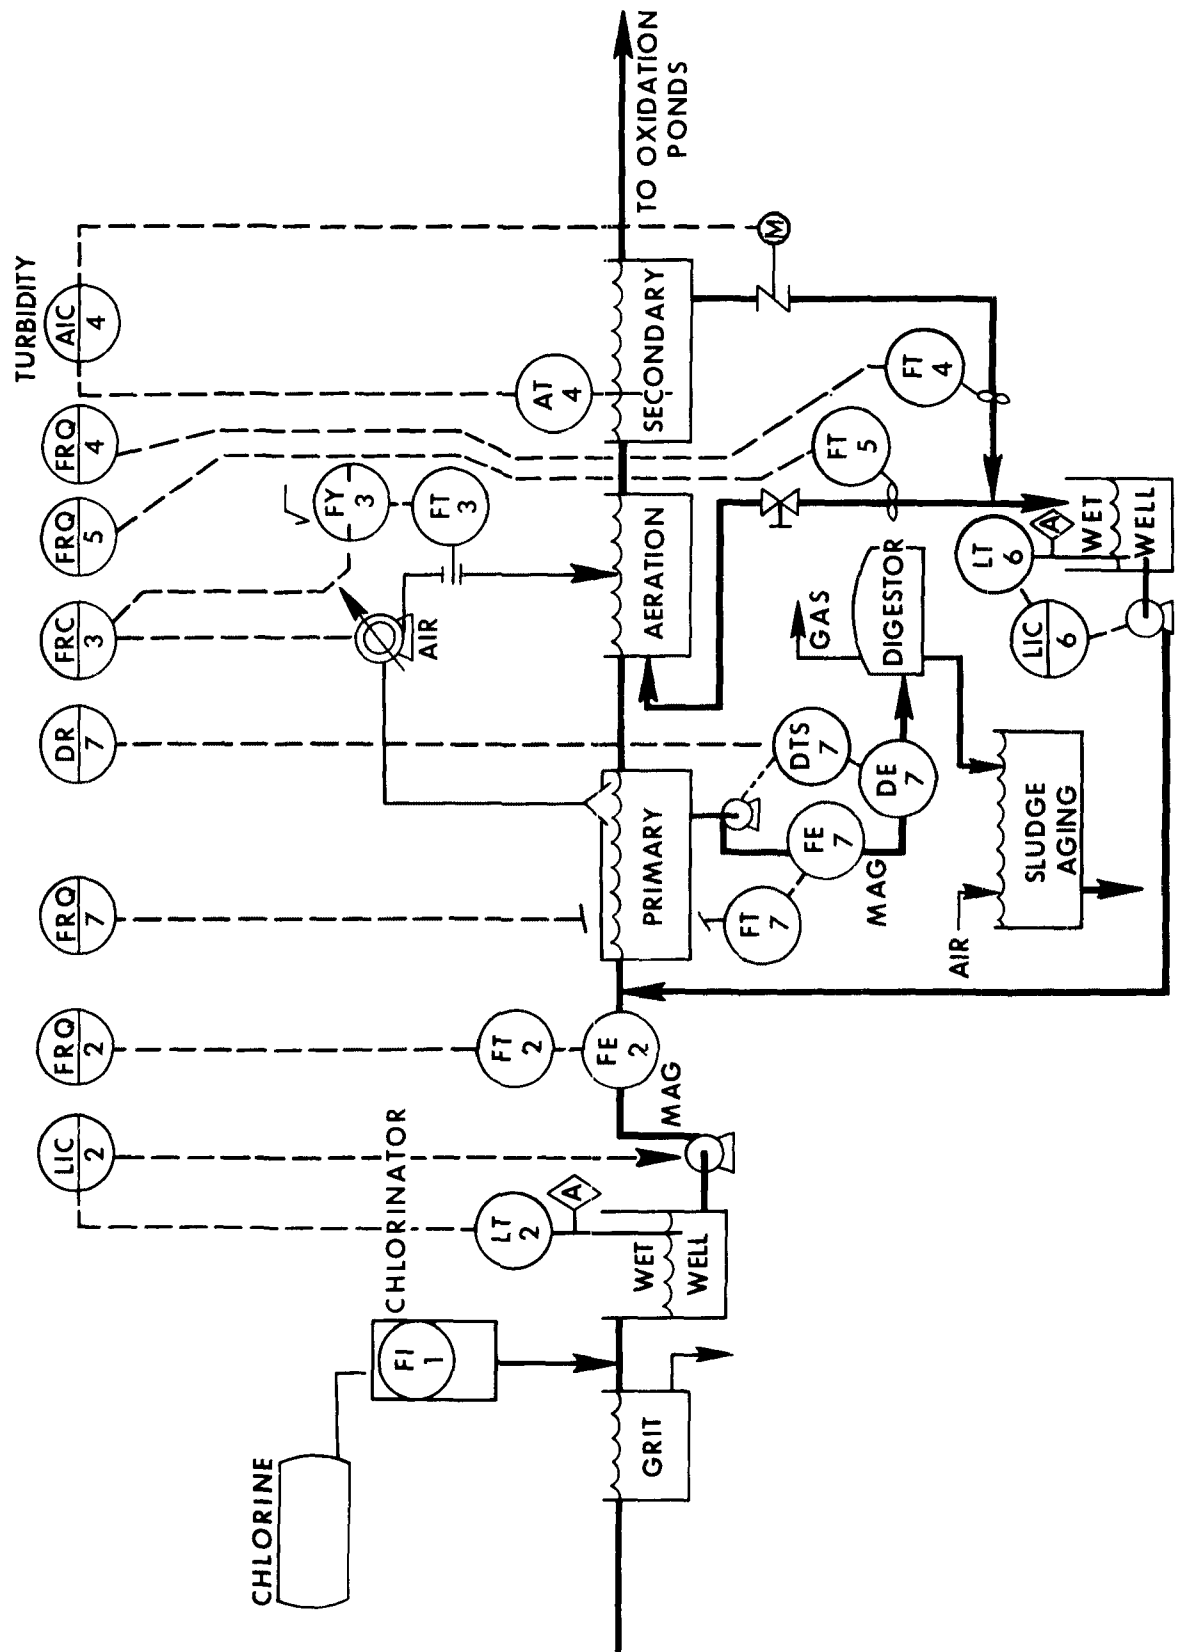 LIC
2
FRQ
2
FRQ
7
DR
7
FRC
3
FRQ
5
FRQ
4
TURBIDITY
AIC
4
CHLORINE
FI
1
CHLORINATOR
LT
2
A
FT
2
AIR
FY
3
FT
3
AT
4
GRIT
WET
WELL
MAG
FE
2
PRIMARY
AERATION
SECONDARY
TO OXIDATION
PONDS
M
FT
7
FE
7
MAG
DTS
7
DE
7
GAS
DIGESTOR
FT
5
FT
4
AIR
SLUDGE
AGING
LIC
6
LT
6
A
WET
WELL